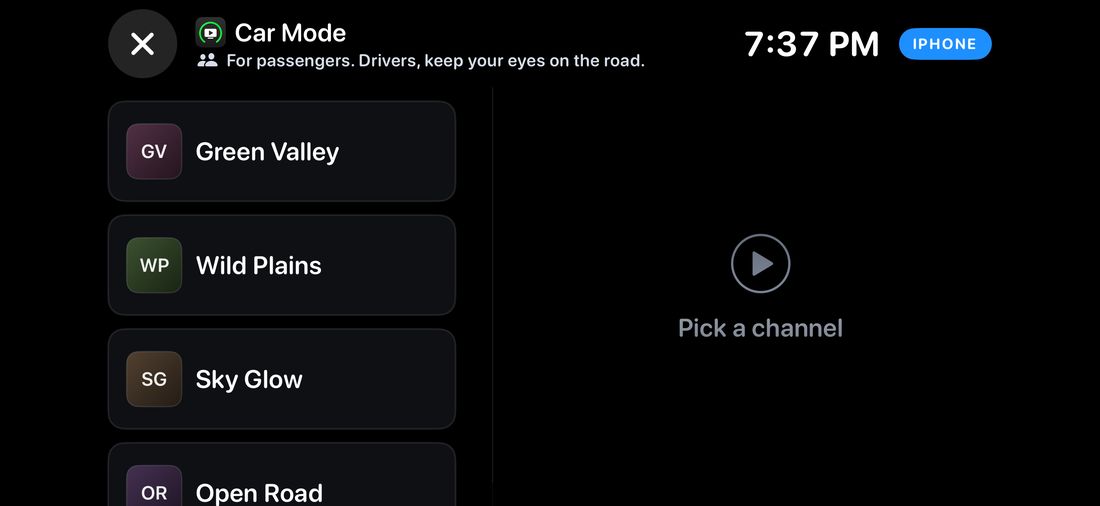 Car Mode
For passengers. Drivers, keep your eyes on the road.
7:37 PM
IPHONE
GV
Green Valley
WP
Wild Plains
SG
Sky Glow
OR
Open Road
Pick a channel